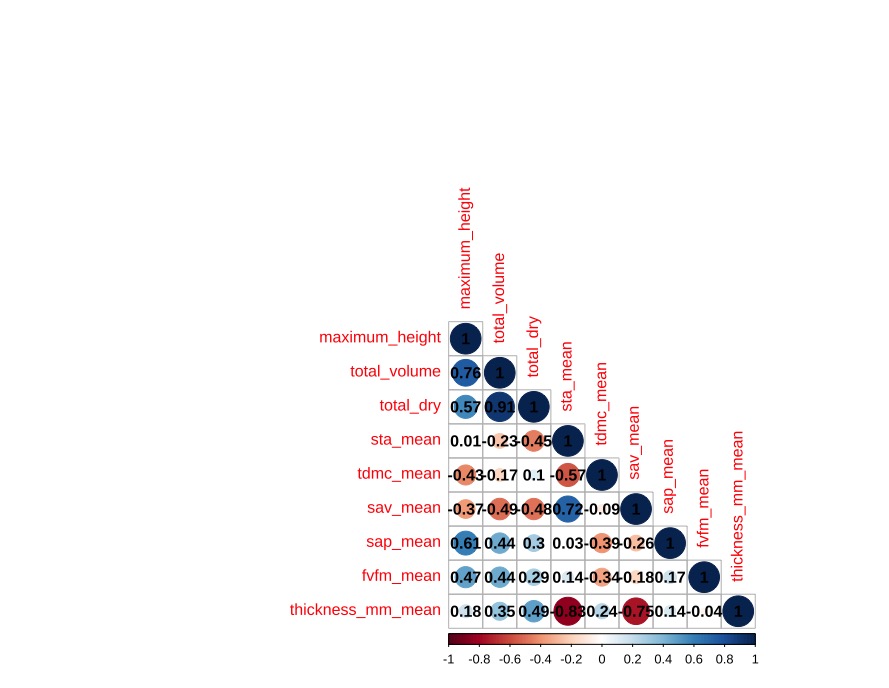 maximum_height
total_volume
total_dry
sta_mean
tdmc_mean
sav_mean
sap_mean
fvfm_mean
thickness_mm_mean
maximum_height 1
total_volume 0.76 1
total_dry 0.57 0.91 1
sta_mean 0.01 -0.23 -0.45 1
tdmc_mean -0.43 -0.17 0.1 -0.57 1
sav_mean -0.37 -0.49 -0.48 0.72 -0.09 1
sap_mean 0.61 0.44 0.3 0.03 -0.39 -0.26 1
fvfm_mean 0.47 0.44 0.29 0.14 -0.34 -0.18 0.17 1
thickness_mm_mean 0.18 0.35 0.49 -0.83 0.24 -0.75 0.14 -0.04 1
-1 -0.8 -0.6 -0.4 -0.2 0 0.2 0.4 0.6 0.8 1